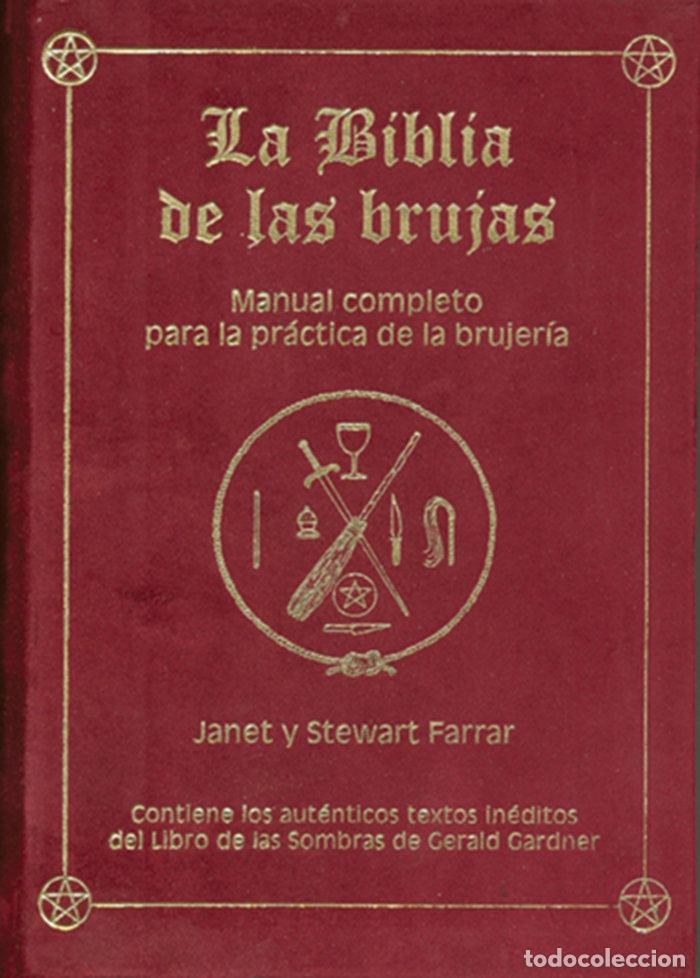 La Biblia
de las brujas
Manual completo
para la práctica de la brujería
Janet y Stewart Farrar
Contiene los auténticos textos inéditos
del Libro de las Sombras de Gerald Gardner
todocoleccion